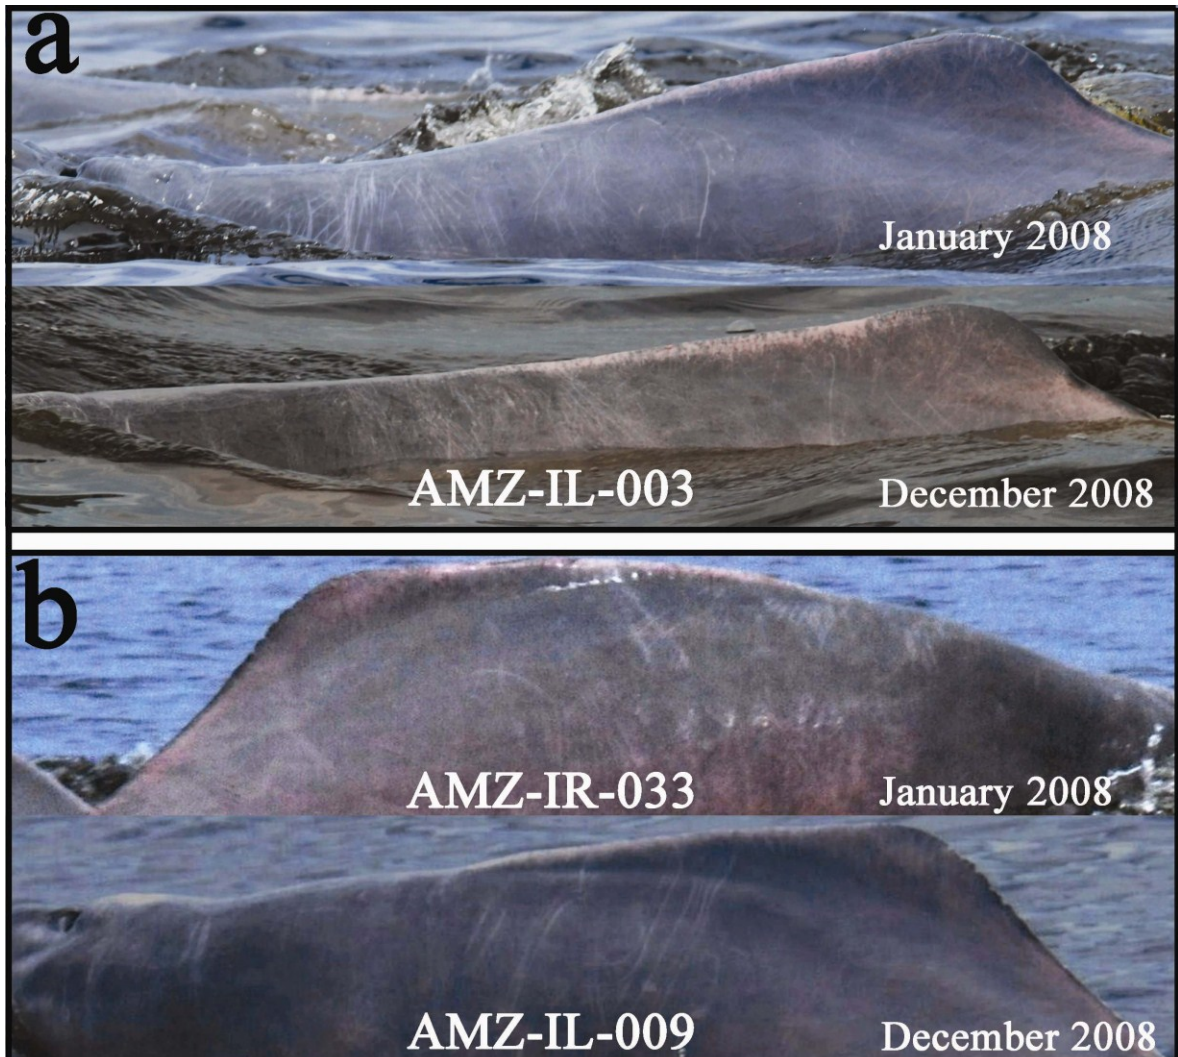 a
January 2008
AMZ-IL-003
December 2008
b
AMZ-IR-033
January 2008
AMZ-IL-009
December 2008